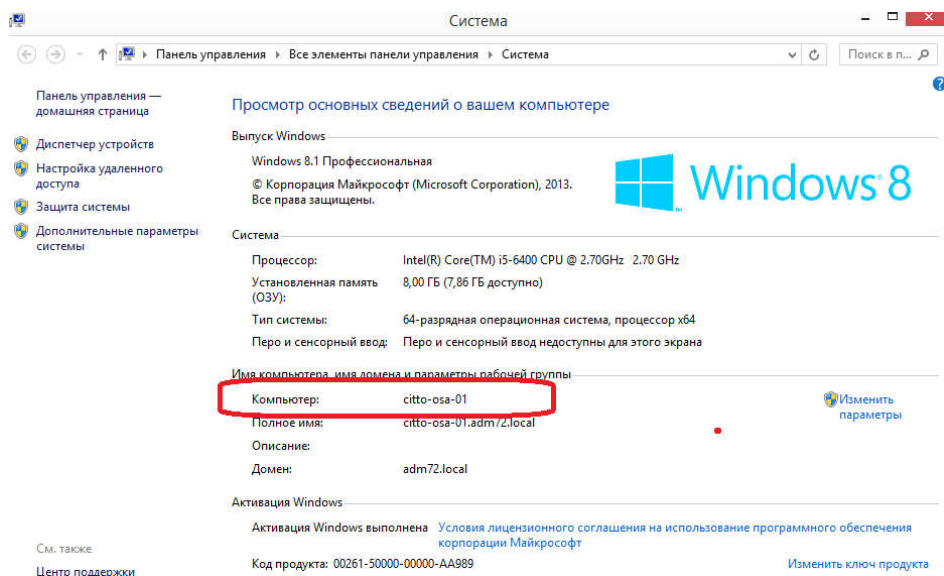 Система
Панель управления
Все элементы панели управления
Система
Поиск в п...
Панель управления —
домашняя страница
Диспетчер устройств
Настройка удаленного
доступа
Защита системы
Дополнительные параметры
системы
См. также
Центр поддержки
Просмотр основных сведений о вашем компьютере
Выпуск Windows
Windows 8.1 Профессиональная
© Корпорация Майкрософт (Microsoft Corporation), 2013.
Все права защищены.
Windows 8
Система
Процессор: Intel(R) Core(TM) i5-6400 CPU @ 2.70GHz 2.70 GHz
Установленная память 8,00 ГБ (7,86 ГБ доступно)
(ОЗУ):
Тип системы: 64-разрядная операционная система, процессор x64
Перо и сенсорный ввод: Перо и сенсорный ввод недоступны для этого экрана
Имя компьютера, имя домена и параметры рабочей группы
Компьютер: citto-osa-01
Изменить
параметры
Полное имя: citto-osa-01.adm72.local
Описание:
Домен: adm72.local
Активация Windows
Активация Windows выполнена Условия лицензионного соглашения на использование программного обеспечения
корпорации Майкрософт
Код продукта: 00261-50000-00000-AA989
Изменить ключ продукта